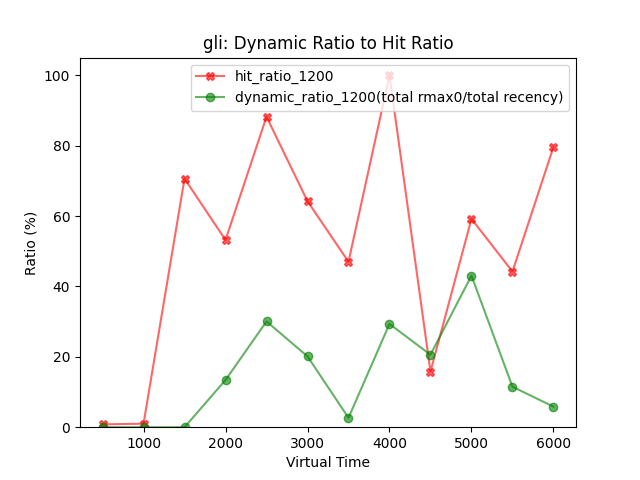 gli: Dynamic Ratio to Hit Ratio
hit_ratio_1200
dynamic_ratio_1200(total rmax0/total recency)
Ratio (%)
100
80
60
40
20
0
1000 2000 3000 4000 5000 6000
Virtual Time